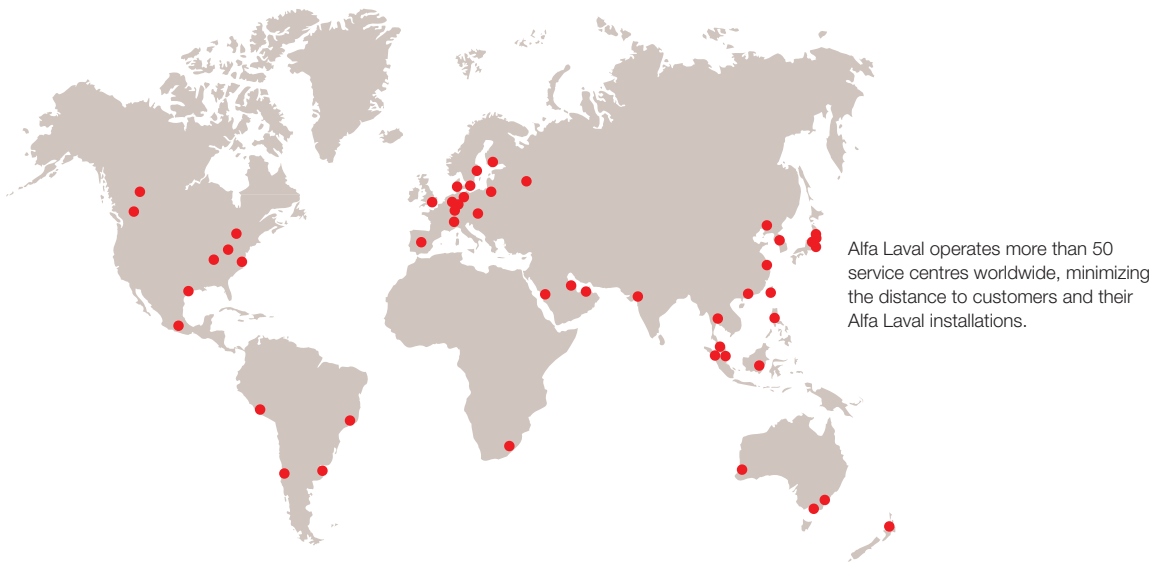 Alfa Laval operates more than 50
service centres worldwide, minimizing
the distance to customers and their
Alfa Laval installations.